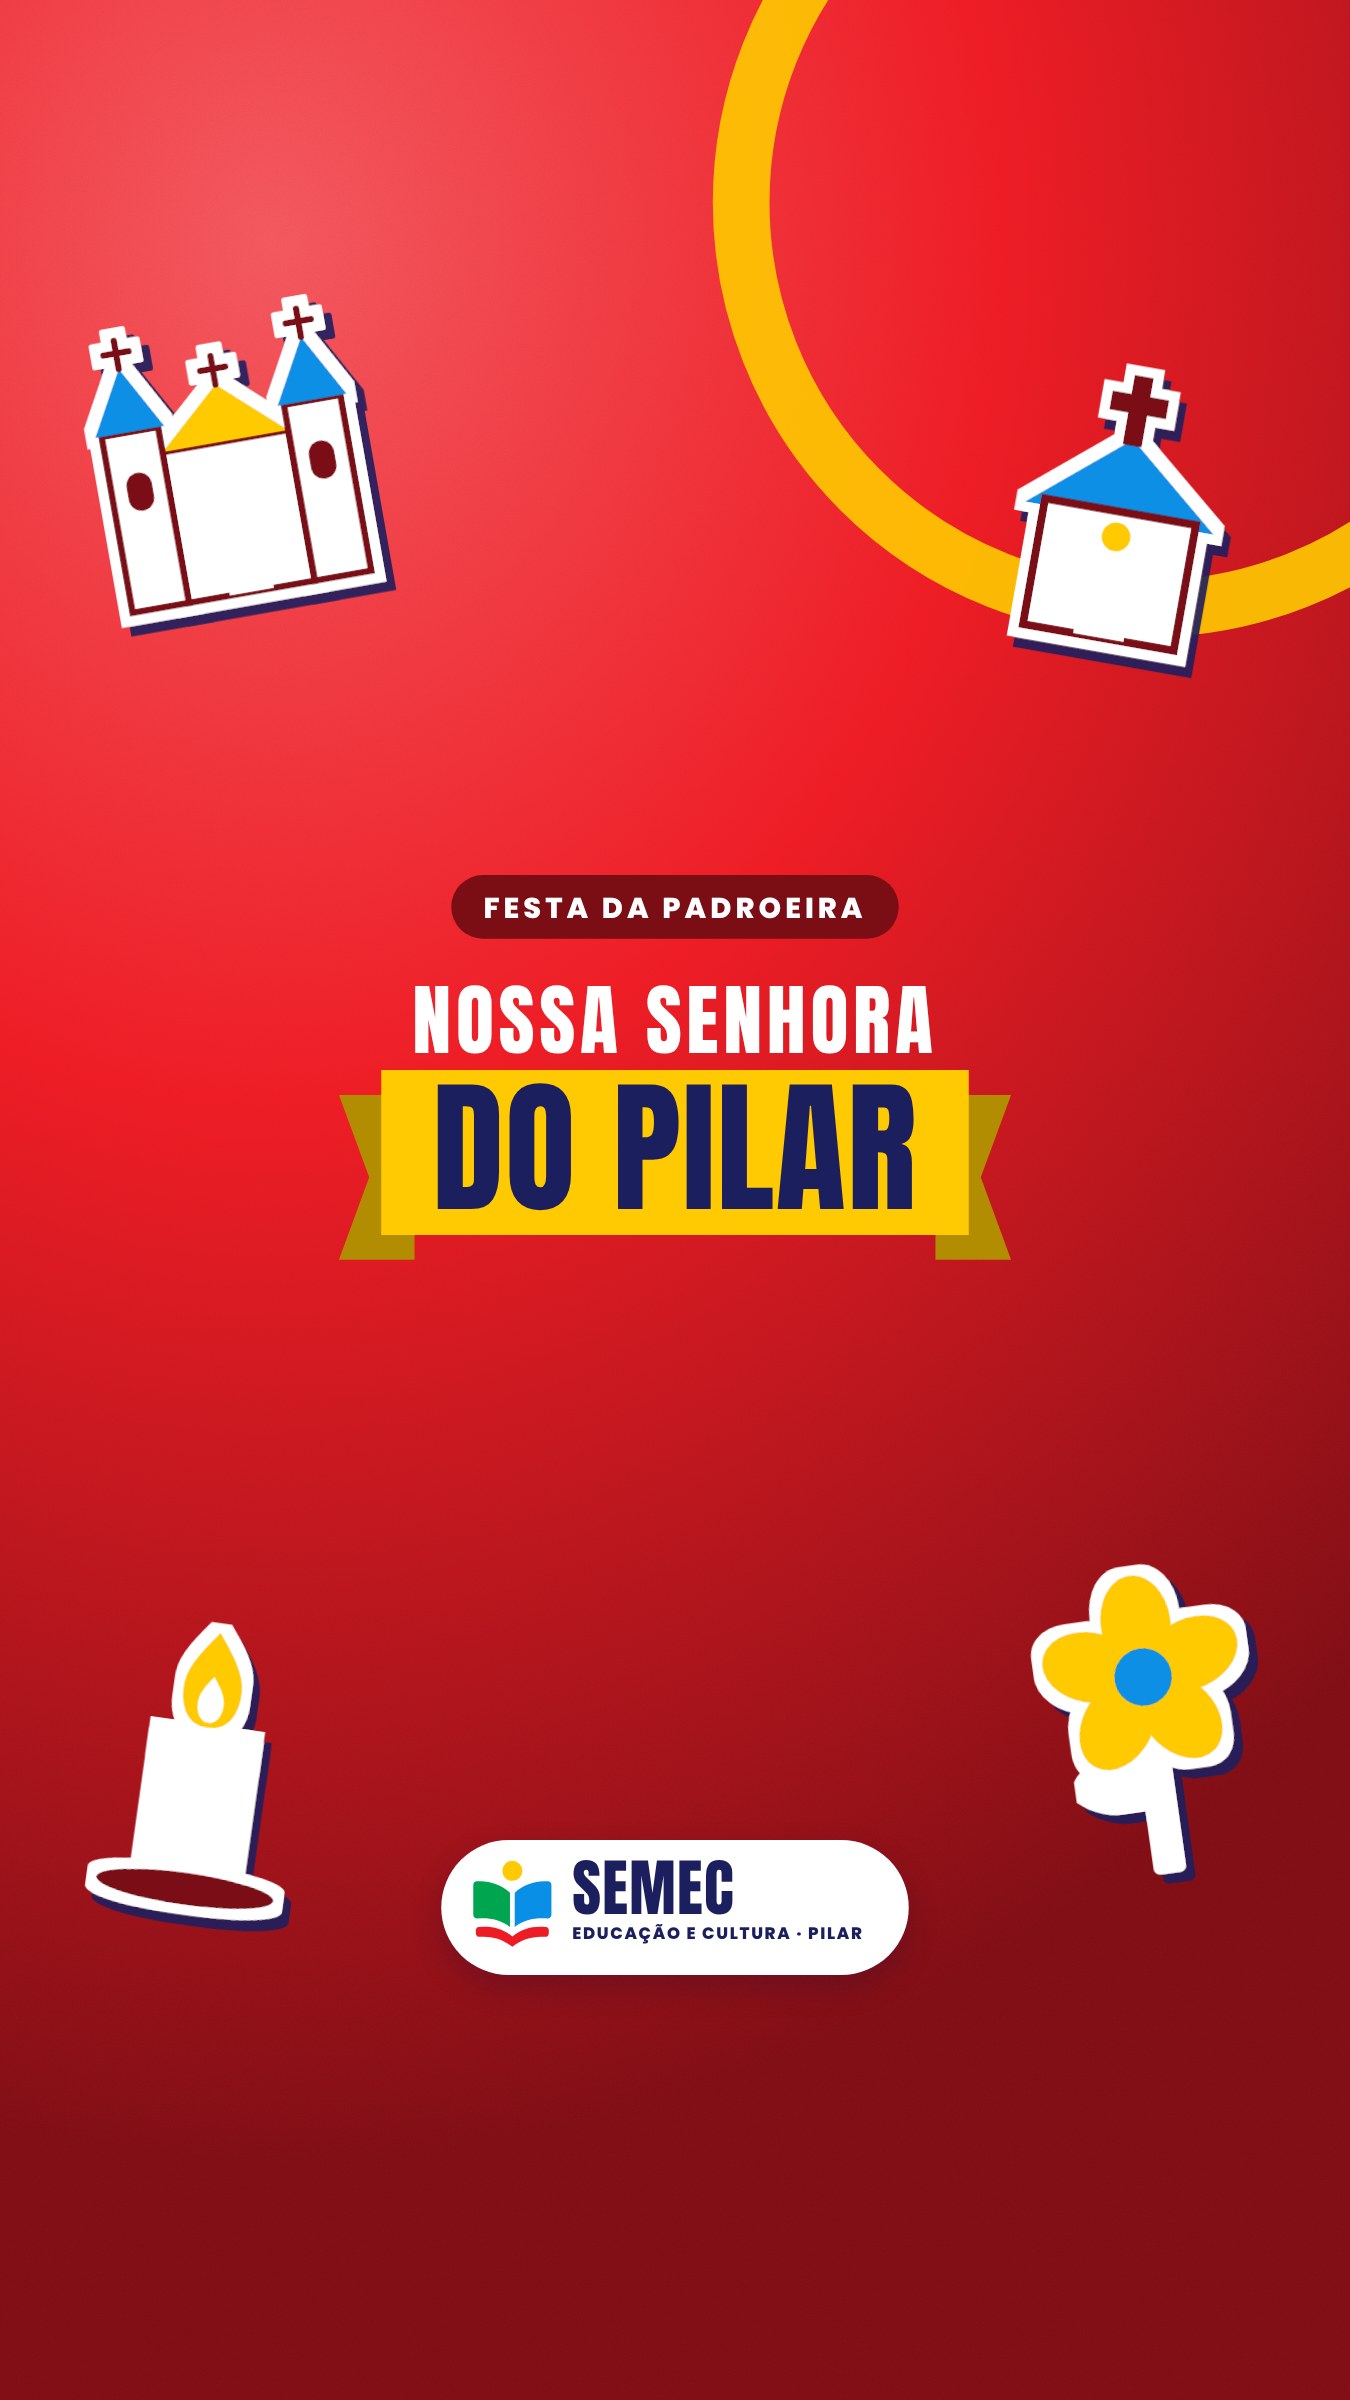 FESTA DA PADROEIRA
NOSSA SENHORA
DO PILAR
SEMEC
EDUCAÇÃO E CULTURA · PILAR